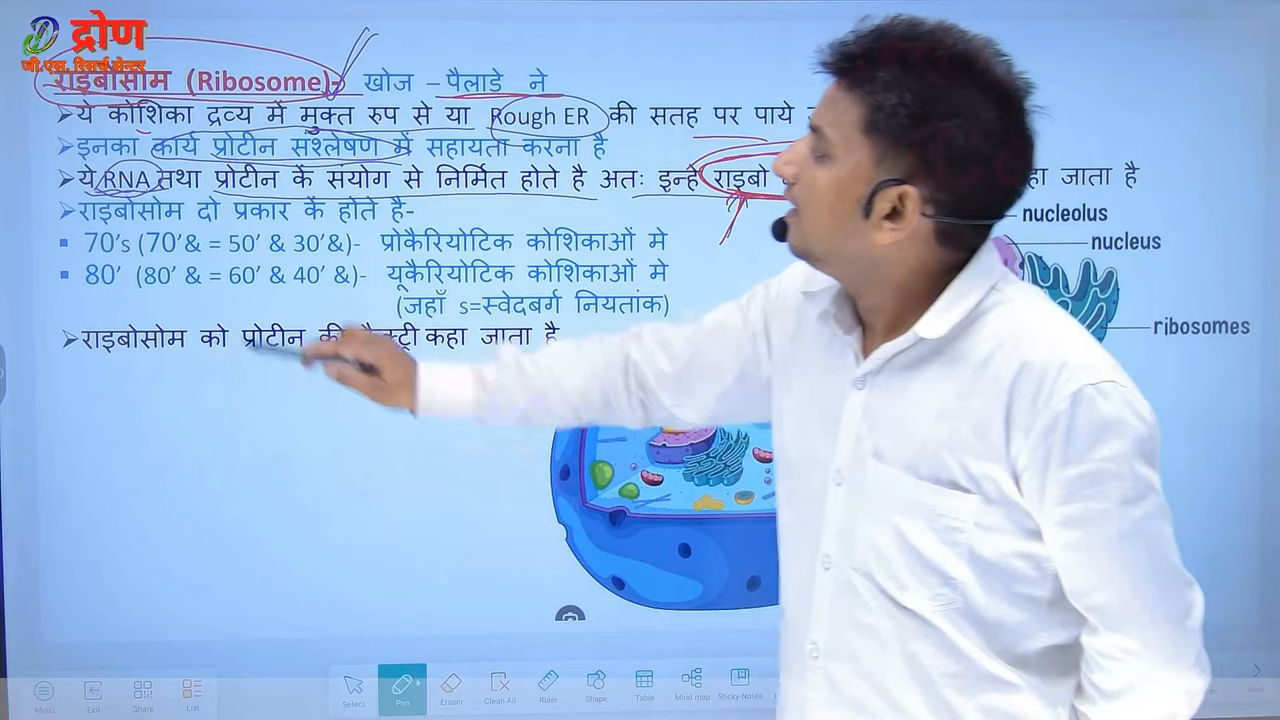 द्रोण
जी.एस. रिसर्च सेन्टर
राइबोसोम (Ribosome)- खोज – पैलाडे ने
➢ये कोशिका द्रव्य में मुक्त रुप से या Rough ER की सतह पर पाये
➢इनका कार्य प्रोटीन संश्लेषण में सहायता करना है
➢ये RNA तथा प्रोटीन के संयोग से निर्मित होते है अतः इन्हे राइबो हा जाता है
➢राइबोसोम दो प्रकार के होते है-
▪ 70's (70'& = 50' & 30'&)- प्रोकैरियोटिक कोशिकाओं मे
▪ 80' (80' & = 60' & 40' &)- यूकैरियोटिक कोशिकाओं मे
(जहाँ s=स्वेदबर्ग नियतांक)
➢राइबोसोम को प्रोटीन की कहा जाता है
nucleolus
nucleus
ribosomes
Menu
Exit
Share
List
Select
Pen
Eraser
Clean All
Ruler
Shape
Table
Mind map
Sticky-Notes
Next